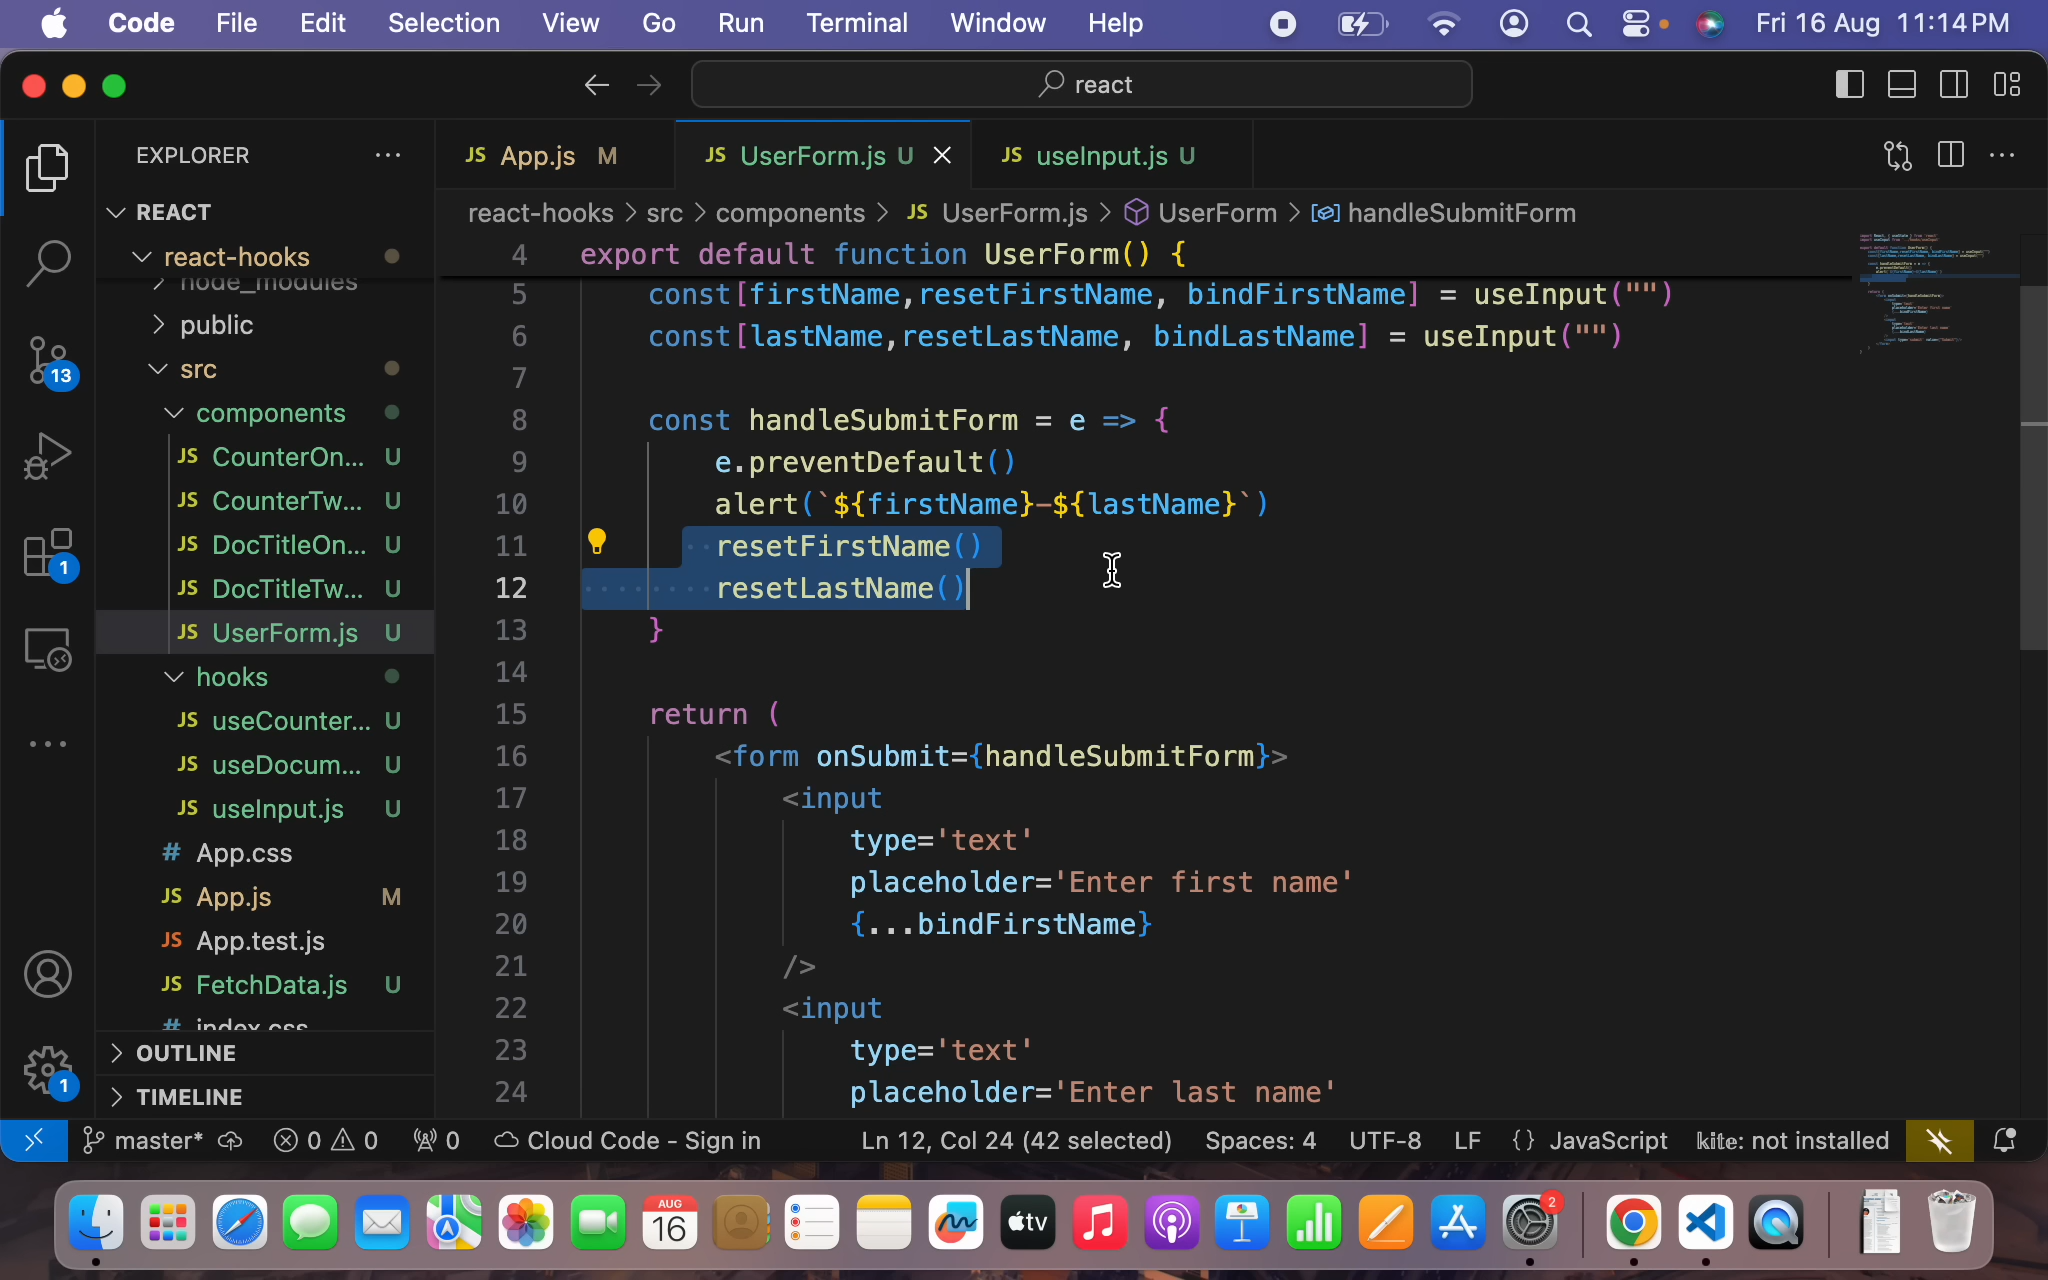 Code File Edit Selection View Go Run Terminal Window Help Fri 16 Aug 11:14 PM
react
EXPLORER
REACT
react-hooks
node_modules
public
src
components
JS CounterOn... U
JS CounterTw... U
JS DocTitleOn... U
JS DocTitleTw... U
JS UserForm.js U
hooks
JS useCounter... U
JS useDocum... U
JS useInput.js U
# App.css
JS App.js M
JS App.test.js
JS FetchData.js U
# index.css
OUTLINE
TIMELINE
13
1
1
JS App.js M JS UserForm.js U JS useInput.js U
react-hooks > src > components > JS UserForm.js > UserForm > handleSubmitForm
4 export default function UserForm() {
5 const[firstName,resetFirstName, bindFirstName] = useInput("")
6 const[lastName,resetLastName, bindLastName] = useInput("")
7
8 const handleSubmitForm = e => {
9 e.preventDefault()
10 alert(`${firstName}-${lastName}`)
11 resetFirstName()
12 resetLastName()
13 }
14
15 return (
16 <form onSubmit={handleSubmitForm}>
17 <input
18 type='text'
19 placeholder='Enter first name'
20 {...bindFirstName}
21 />
22 <input
23 type='text'
24 placeholder='Enter last name'
master* 0 0 0 Cloud Code - Sign in Ln 12, Col 24 (42 selected) Spaces: 4 UTF-8 LF {} JavaScript kite: not installed
AUG
16
tv
2